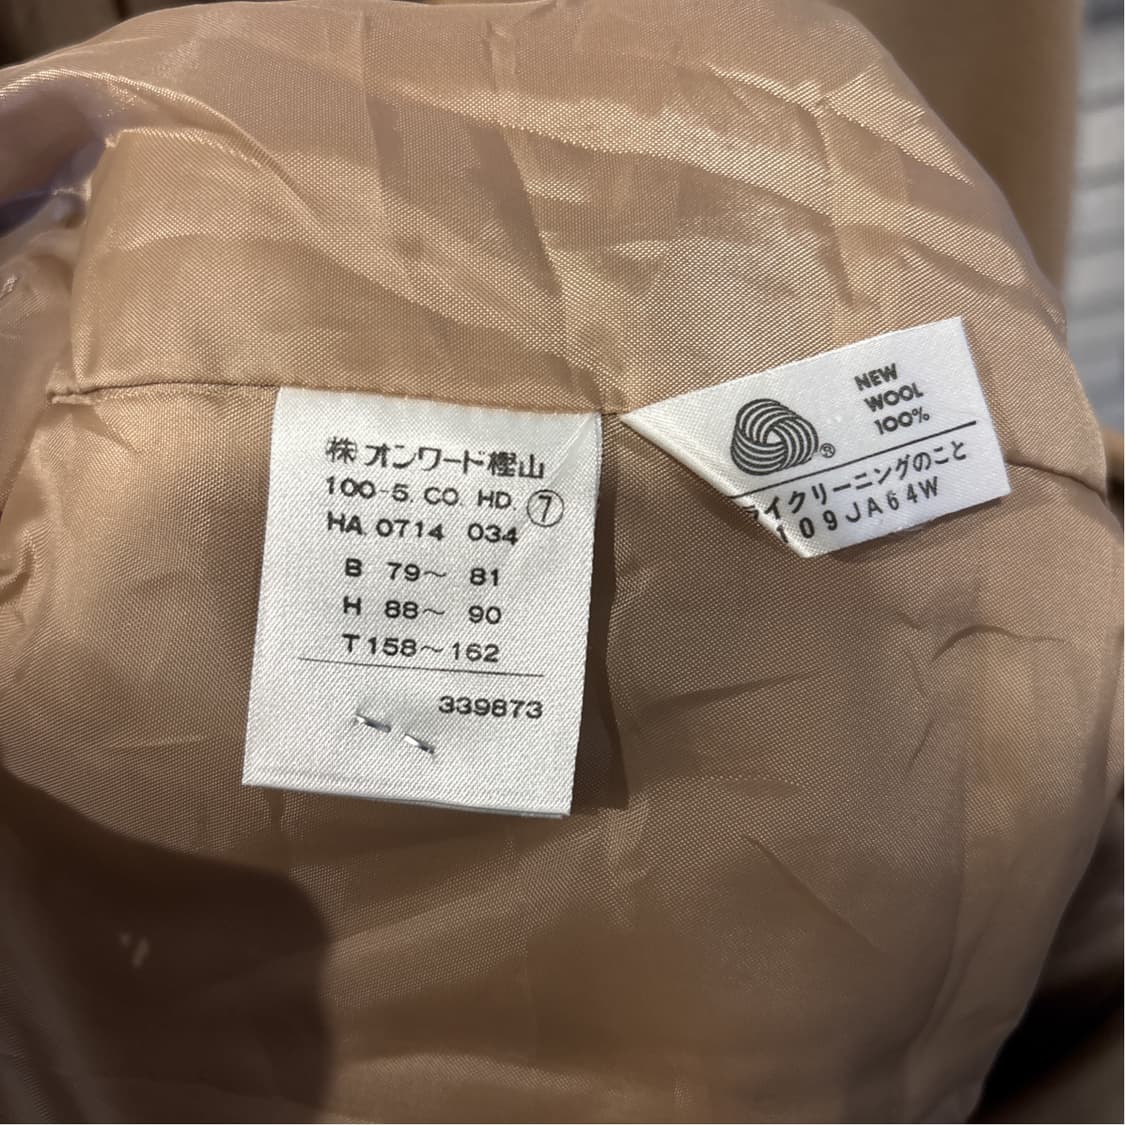 ㈱オンワード樫山
100-5. CO. HD. ⑦
HA. 0714 034
B 79～ 81
H 88～ 90
T 158～162
339873
NEW
WOOL
100%
®
イクリーニングのこと
109JA64W